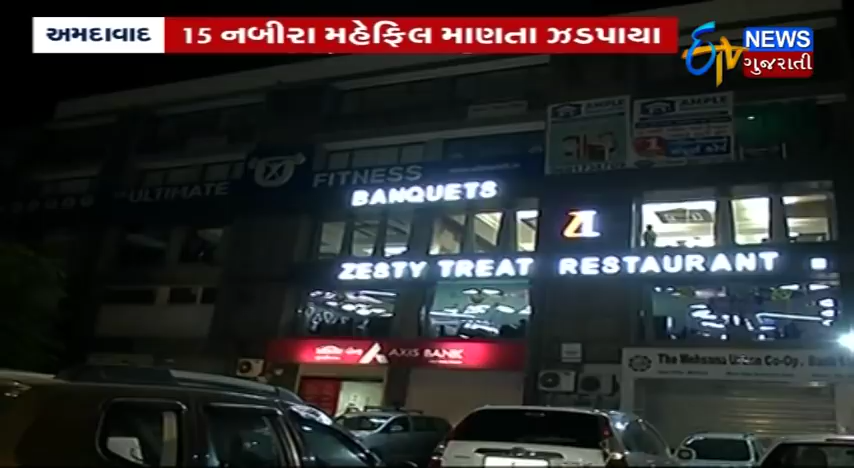 અમદાવાદ
15 નબીરા મહેફિલ માણતા ઝડપાયા
ETV NEWS
ગુજરાતી
AMPLE
AMPLE
ULTIMATE FITNESS
BANQUETS
ZESTY TREAT RESTAURANT
AXIS BANK
The Mehsana Urban Co-Op. Bank